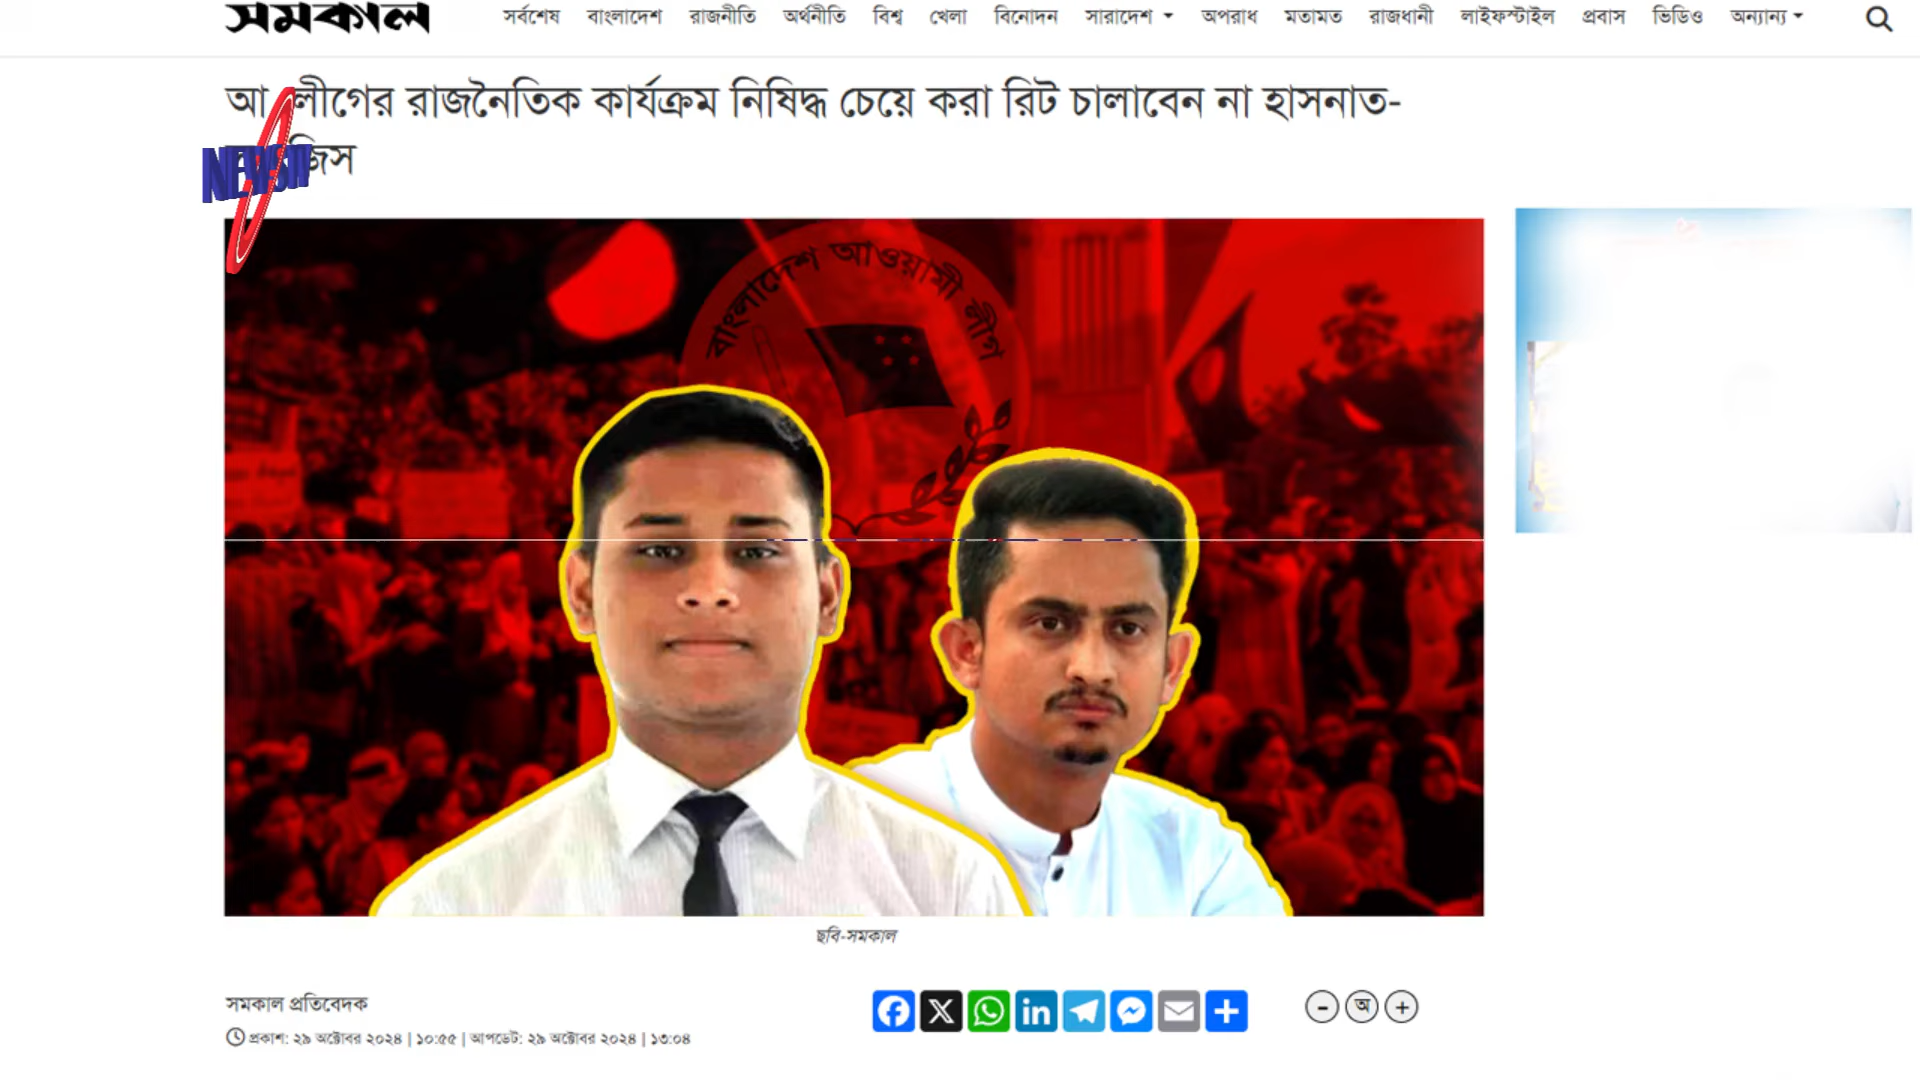 সমকাল
সর্বশেষ বাংলাদেশ রাজনীতি অর্থনীতি বিশ্ব খেলা বিনোদন সারাদেশ অপরাধ মতামত রাজধানী লাইফস্টাইল প্রবাস ভিডিও অন্যান্য
আ লীগের রাজনৈতিক কার্যক্রম নিষিদ্ধ চেয়ে করা রিট চালাবেন না হাসনাত-
বাংলাদেশ আওয়ামী লীগ
ছবি-সমকাল
সমকাল প্রতিবেদক
প্রকাশ: ২৯ অক্টোবর ২০২৪ | ১০:৫৫ | আপডেট: ২৯ অক্টোবর ২০২৪ | ১৩:০৪
- অ +